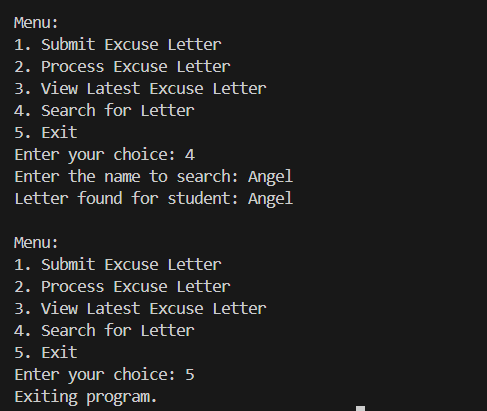 Menu:
1. Submit Excuse Letter
2. Process Excuse Letter
3. View Latest Excuse Letter
4. Search for Letter
5. Exit
Enter your choice: 4
Enter the name to search: Angel
Letter found for student: Angel
Menu:
1. Submit Excuse Letter
2. Process Excuse Letter
3. View Latest Excuse Letter
4. Search for Letter
5. Exit
Enter your choice: 5
Exiting program.